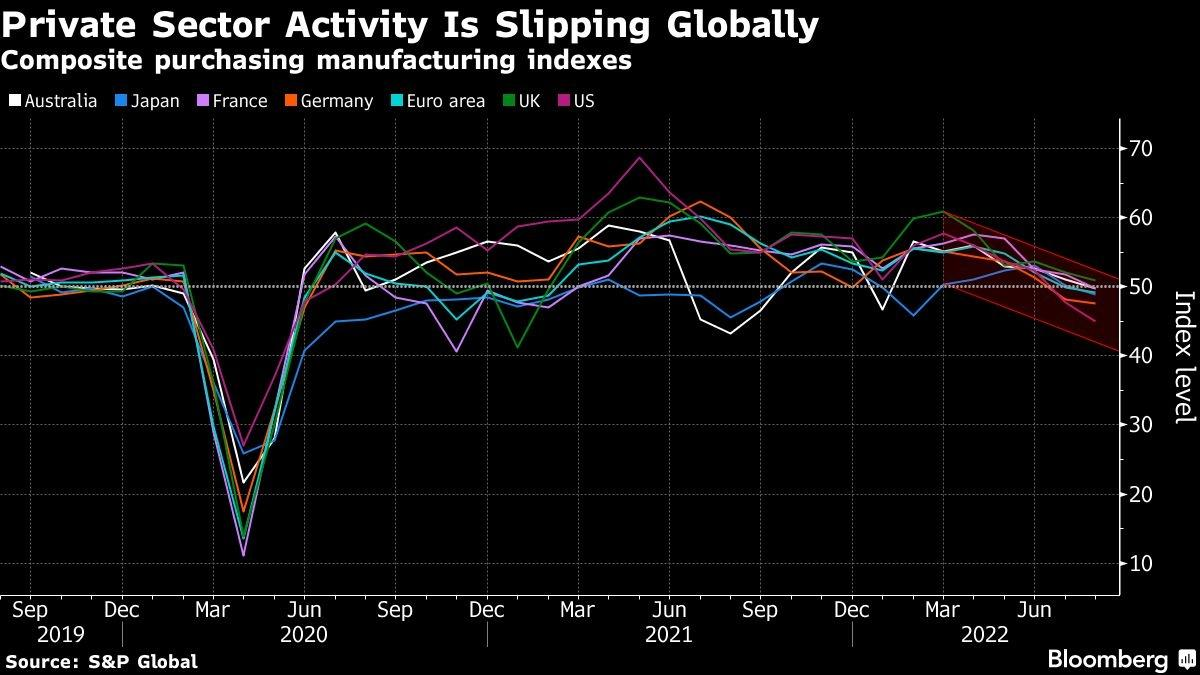 Private Sector Activity Is Slipping Globally
Composite purchasing manufacturing indexes
Australia Japan France Germany Euro area UK US
70
60
50
40
30
20
10
Index level
Sep Dec Mar Jun Sep Dec Mar Jun Sep Dec Mar Jun
2019 2020 2021 2022
Source: S&P Global
Bloomberg